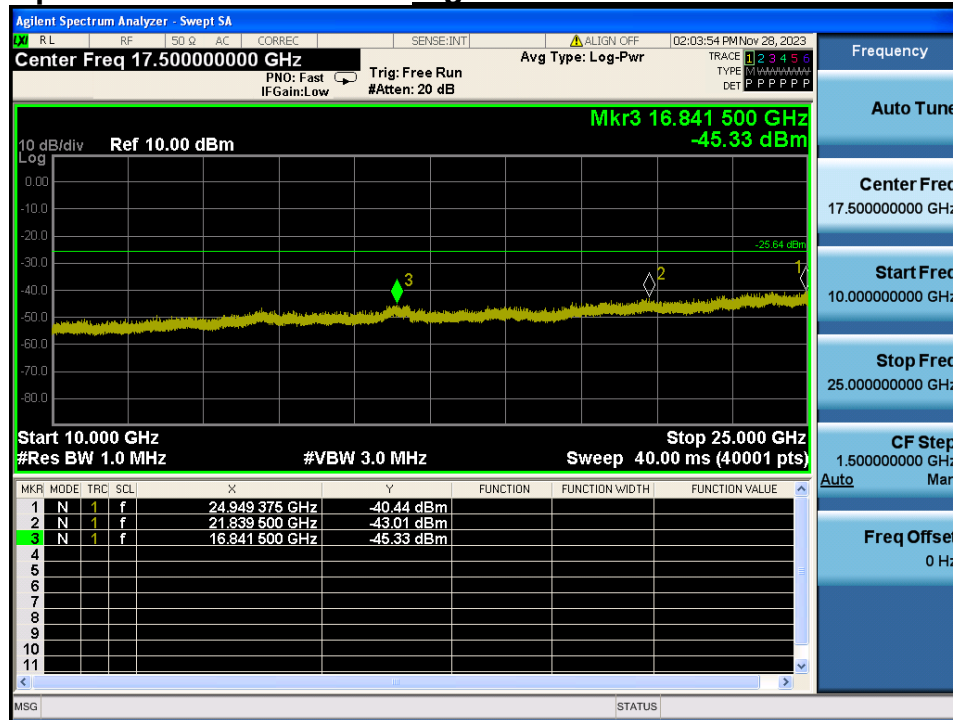 Agilent Spectrum Analyzer - Swept SA
LXI RL RF 50 Ω AC CORREC SENSE:INT ALIGN OFF 02:03:54 PM Nov 28, 2023
Center Freq 17.500000000 GHz
PNO: Fast
IFGain:Low
Trig: Free Run
#Atten: 20 dB
Avg Type: Log-Pwr
TRACE 1 2 3 4 5 6
TYPE M WWWWW
DET P P P P P P
Mkr3 16.841 500 GHz
-45.33 dBm
10 dB/div Ref 10.00 dBm
Log
0.00
-10.0
-20.0
-25.64 dBm
-30.0
-40.0
-50.0
-60.0
-70.0
-80.0
3
2
1
Start 10.000 GHz Stop 25.000 GHz
#Res BW 1.0 MHz #VBW 3.0 MHz Sweep 40.00 ms (40001 pts)
MKR MODE TRC SCL X Y FUNCTION FUNCTION WIDTH FUNCTION VALUE
1 N 1 f 24.949 375 GHz -40.44 dBm
2 N 1 f 21.839 500 GHz -43.01 dBm
3 N 1 f 16.841 500 GHz -45.33 dBm
4
5
6
7
8
9
10
11
MSG STATUS
Frequency
Auto Tune
Center Freq
17.500000000 GHz
Start Freq
10.000000000 GHz
Stop Freq
25.000000000 GHz
CF Step
1.500000000 GHz
Auto Man
Freq Offset
0 Hz